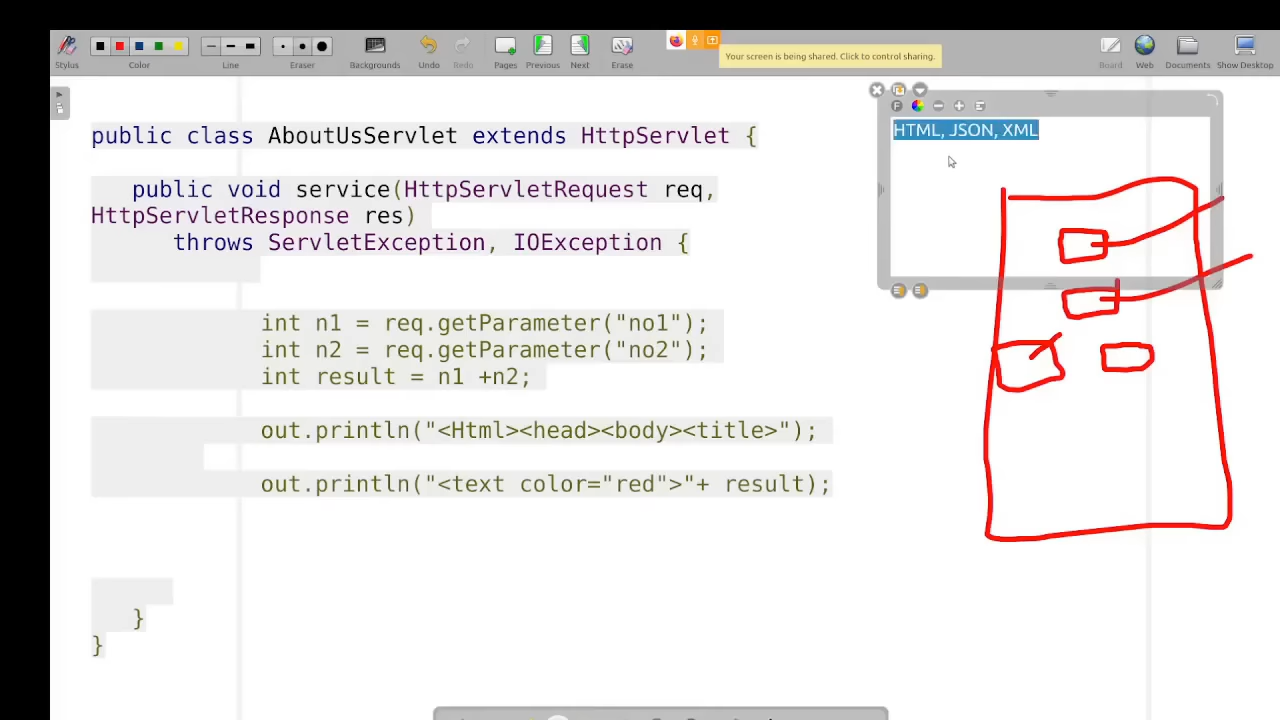 Stylus
Color
Line
Eraser
Backgrounds
Undo
Redo
Pages
Previous
Next
Erase
Your screen is being shared. Click to control sharing.
Board
Web
Documents
Show Desktop
HTML, JSON, XML
public class AboutUsServlet extends HttpServlet {
public void service(HttpServletRequest req,
HttpServletResponse res)
throws ServletException, IOException {
int n1 = req.getParameter("no1");
int n2 = req.getParameter("no2");
int result = n1 +n2;
out.println("<Html><head><body><title>");
out.println("<text color="red">"+ result);
}
}